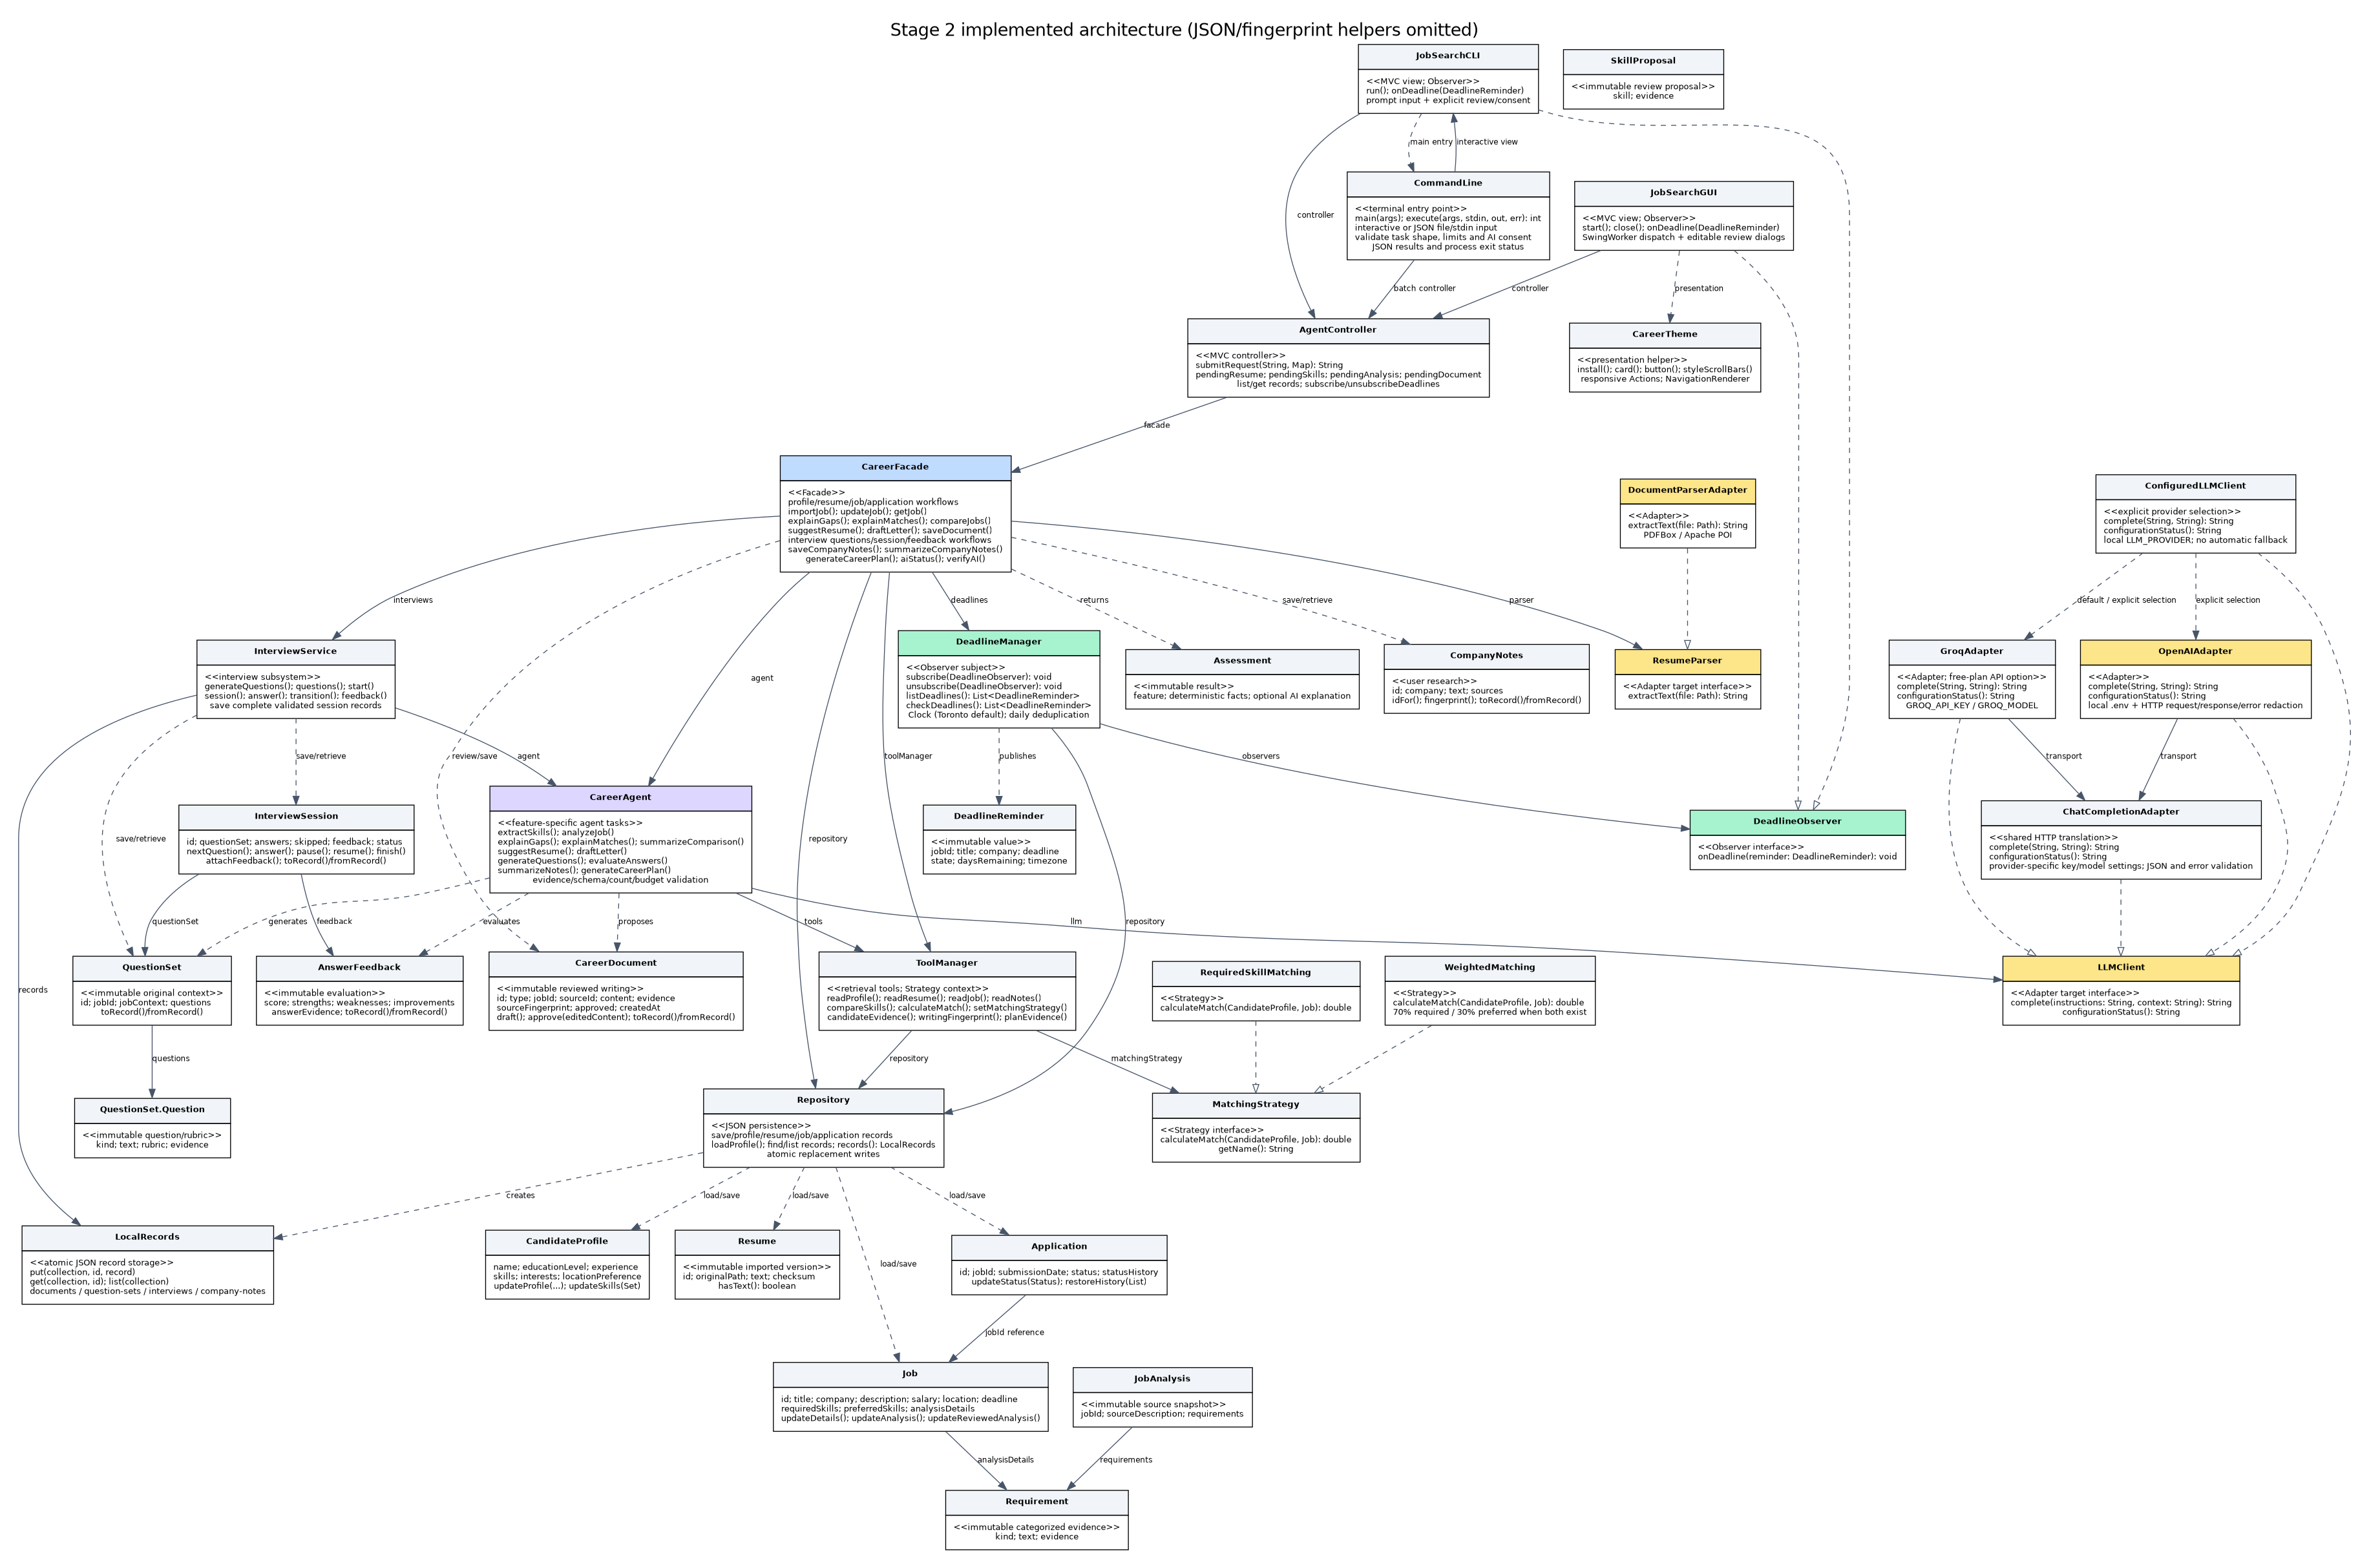 Stage 2 implemented architecture (JSON/fingerprint helpers omitted)
JobSearchCLI
<<MVC view; Observer>>
run(); onDeadline(DeadlineReminder)
prompt input + explicit review/consent
SkillProposal
<<immutable review proposal>>
skill; evidence
main entry
interactive view
CommandLine
<<terminal entry point>>
main(args); execute(args, stdin, out, err): int
interactive or JSON file/stdin input
validate task shape, limits and AI consent
JSON results and process exit status
JobSearchGUI
<<MVC view; Observer>>
start(); close(); onDeadline(DeadlineReminder)
SwingWorker dispatch + editable review dialogs
controller
batch controller
controller
presentation
AgentController
<<MVC controller>>
submitRequest(String, Map): String
pendingResume; pendingSkills; pendingAnalysis; pendingDocument
list/get records; subscribe/unsubscribeDeadlines
CareerTheme
<<presentation helper>>
install(); card(); button(); styleScrollBars()
responsive Actions; NavigationRenderer
facade
CareerFacade
<<Facade>>
profile/resume/job/application workflows
importJob(); updateJob(); getJob()
explainGaps(); explainMatches(); compareJobs()
suggestResume(); draftLetter(); saveDocument()
interview questions/session/feedback workflows
saveCompanyNotes(); summarizeCompanyNotes()
generateCareerPlan(); aiStatus(); verifyAI()
DocumentParserAdapter
<<Adapter>>
extractText(file: Path): String
PDFBox / Apache POI
ConfiguredLLMClient
<<explicit provider selection>>
complete(String, String): String
configurationStatus(): String
local LLM_PROVIDER; no automatic fallback
interviews
deadlines
returns
save/retrieve
parser
default / explicit selection
explicit selection
InterviewService
<<interview subsystem>>
generateQuestions(); questions(); start()
session(); answer(); transition(); feedback()
save complete validated session records
DeadlineManager
<<Observer subject>>
subscribe(DeadlineObserver): void
unsubscribe(DeadlineObserver): void
listDeadlines(): List<DeadlineReminder>
checkDeadlines(): List<DeadlineReminder>
Clock (Toronto default); daily deduplication
Assessment
<<immutable result>>
feature; deterministic facts; optional AI explanation
CompanyNotes
<<user research>>
id; company; text; sources
idFor(); fingerprint(); toRecord()/fromRecord()
ResumeParser
<<Adapter target interface>>
extractText(file: Path): String
GroqAdapter
<<Adapter; free-plan API option>>
complete(String, String): String
configurationStatus(): String
GROQ_API_KEY / GROQ_MODEL
OpenAIAdapter
<<Adapter>>
complete(String, String): String
configurationStatus(): String
local .env + HTTP request/response/error redaction
agent
save/retrieve
review/save
agent
toolManager
publishes
observers
transport
transport
InterviewSession
id; questionSet; answers; skipped; feedback; status
nextQuestion(); answer(); pause(); resume(); finish()
attachFeedback(); toRecord()/fromRecord()
CareerAgent
<<feature-specific agent tasks>>
extractSkills(); analyzeJob()
explainGaps(); explainMatches(); summarizeComparison()
suggestResume(); draftLetter()
generateQuestions(); evaluateAnswers()
summarizeNotes(); generateCareerPlan()
evidence/schema/count/budget validation
DeadlineReminder
<<immutable value>>
jobId; title; company; deadline
state; daysRemaining; timezone
DeadlineObserver
<<Observer interface>>
onDeadline(reminder: DeadlineReminder): void
ChatCompletionAdapter
<<shared HTTP translation>>
complete(String, String): String
configurationStatus(): String
provider-specific key/model settings; JSON and error validation
save/retrieve
repository
questionSet
feedback
generates
evaluates
proposes
tools
llm
repository
QuestionSet
<<immutable original context>>
id; jobId; jobContext; questions
toRecord()/fromRecord()
AnswerFeedback
<<immutable evaluation>>
score; strengths; weaknesses; improvements
answerEvidence; toRecord()/fromRecord()
CareerDocument
<<immutable reviewed writing>>
id; type; jobId; sourceId; content; evidence
sourceFingerprint; approved; createdAt
draft(); approve(editedContent); toRecord()/fromRecord()
ToolManager
<<retrieval tools; Strategy context>>
readProfile(); readResume(); readJob(); readNotes()
compareSkills(); calculateMatch(); setMatchingStrategy()
candidateEvidence(); writingFingerprint(); planEvidence()
RequiredSkillMatching
<<Strategy>>
calculateMatch(CandidateProfile, Job): double
WeightedMatching
<<Strategy>>
calculateMatch(CandidateProfile, Job): double
70% required / 30% preferred when both exist
LLMClient
<<Adapter target interface>>
complete(instructions: String, context: String): String
configurationStatus(): String
records
questions
repository
matchingStrategy
QuestionSet.Question
<<immutable question/rubric>>
kind; text; rubric; evidence
Repository
<<JSON persistence>>
save/profile/resume/job/application records
loadProfile(); find/list records; records(): LocalRecords
atomic replacement writes
MatchingStrategy
<<Strategy interface>>
calculateMatch(CandidateProfile, Job): double
getName(): String
creates
load/save
load/save
load/save
load/save
LocalRecords
<<atomic JSON record storage>>
put(collection, id, record)
get(collection, id); list(collection)
documents / question-sets / interviews / company-notes
CandidateProfile
name; educationLevel; experience
skills; interests; locationPreference
updateProfile(...); updateSkills(Set)
Resume
<<immutable imported version>>
id; originalPath; text; checksum
hasText(): boolean
Application
id; jobId; submissionDate; status; statusHistory
updateStatus(Status); restoreHistory(List)
jobId reference
Job
id; title; company; description; salary; location; deadline
requiredSkills; preferredSkills; analysisDetails
updateDetails(); updateAnalysis(); updateReviewedAnalysis()
JobAnalysis
<<immutable source snapshot>>
jobId; sourceDescription; requirements
analysisDetails
requirements
Requirement
<<immutable categorized evidence>>
kind; text; evidence